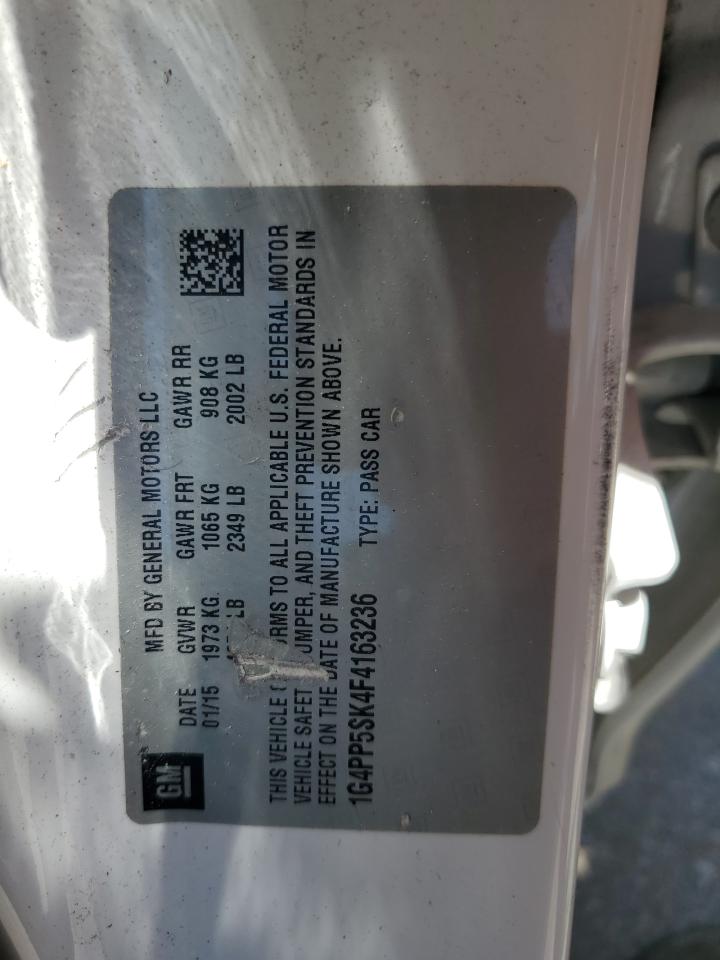 GM
MFD BY GENERAL MOTORS LLC
DATE GVWR GAWR FRT GAWR RR
01/15 1973 KG 1065 KG 908 KG
LB 2349 LB 2002 LB
THIS VEHICLE RMS TO ALL APPLICABLE U.S. FEDERAL MOTOR
VEHICLE SAFET UMPER, AND THEFT PREVENTION STANDARDS IN
EFFECT ON THE DATE OF MANUFACTURE SHOWN ABOVE.
1G4PP5SK4F4163236 TYPE: PASS CAR